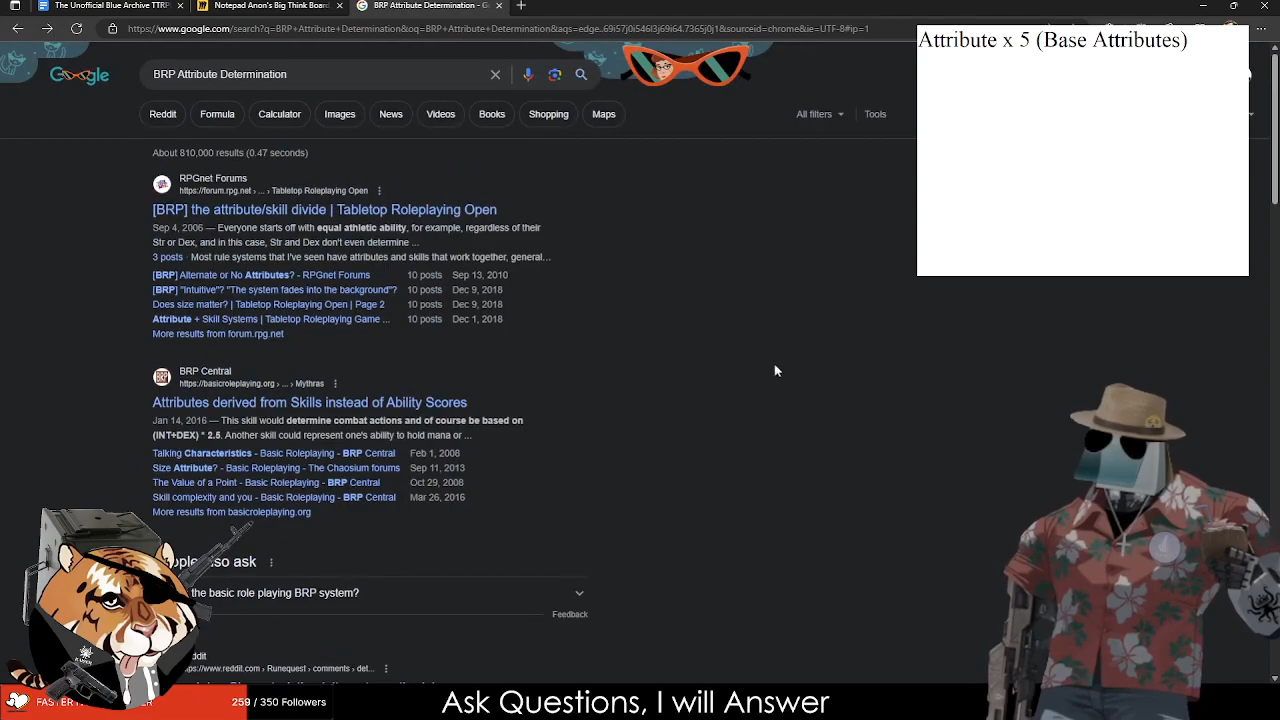 The Unofficial Blue Archive TTRP
Notepad Anon's Big Think Board
BRP Attribute Determination - Go
https://www.google.com/search?q=BRP+Attribute+Determination&oq=BRP+Attribute+Determination&aqs=edge..69i57j0i546l3j69i64.7365j0j1&sourceid=chrome&ie=UTF-8#ip=1
Attribute x 5 (Base Attributes)
BRP Attribute Determination
Reddit
Formula
Calculator
Images
News
Videos
Books
Shopping
Maps
All filters
Tools
About 810,000 results (0.47 seconds)
RPGnet Forums
https://forum.rpg.net › ... › Tabletop Roleplaying Open
[BRP] the attribute/skill divide | Tabletop Roleplaying Open
Sep 4, 2006 — Everyone starts off with equal athletic ability, for example, regardless of their
Str or Dex, and in this case, Str and Dex don't even determine ...
3 posts · Most rule systems that I've seen have attributes and skills that work together, general...
[BRP] Alternate or No Attributes? - RPGnet Forums 10 posts Sep 13, 2010
[BRP] "Intuitive"? "The system fades into the background"? 10 posts Dec 9, 2018
Does size matter? | Tabletop Roleplaying Open | Page 2 10 posts Dec 9, 2018
Attribute + Skill Systems | Tabletop Roleplaying Game ... 10 posts Dec 1, 2018
More results from forum.rpg.net
BRP Central
https://basicroleplaying.org › ... › Mythras
Attributes derived from Skills instead of Ability Scores
Jan 14, 2016 — This skill would determine combat actions and of course be based on
(INT+DEX) * 2.5. Another skill could represent one's ability to hold mana or ...
Talking Characteristics - Basic Roleplaying - BRP Central Feb 1, 2008
Size Attribute? - Basic Roleplaying - The Chaosium forums Sep 11, 2013
The Value of a Point - Basic Roleplaying - BRP Central Oct 29, 2008
Skill complexity and you - Basic Roleplaying - BRP Central Mar 26, 2016
More results from basicroleplaying.org
so ask
the basic role playing BRP system?
Feedback
www.reddit.com › Runequest › comments › det...
259 / 350 Followers
Ask Questions, I will Answer